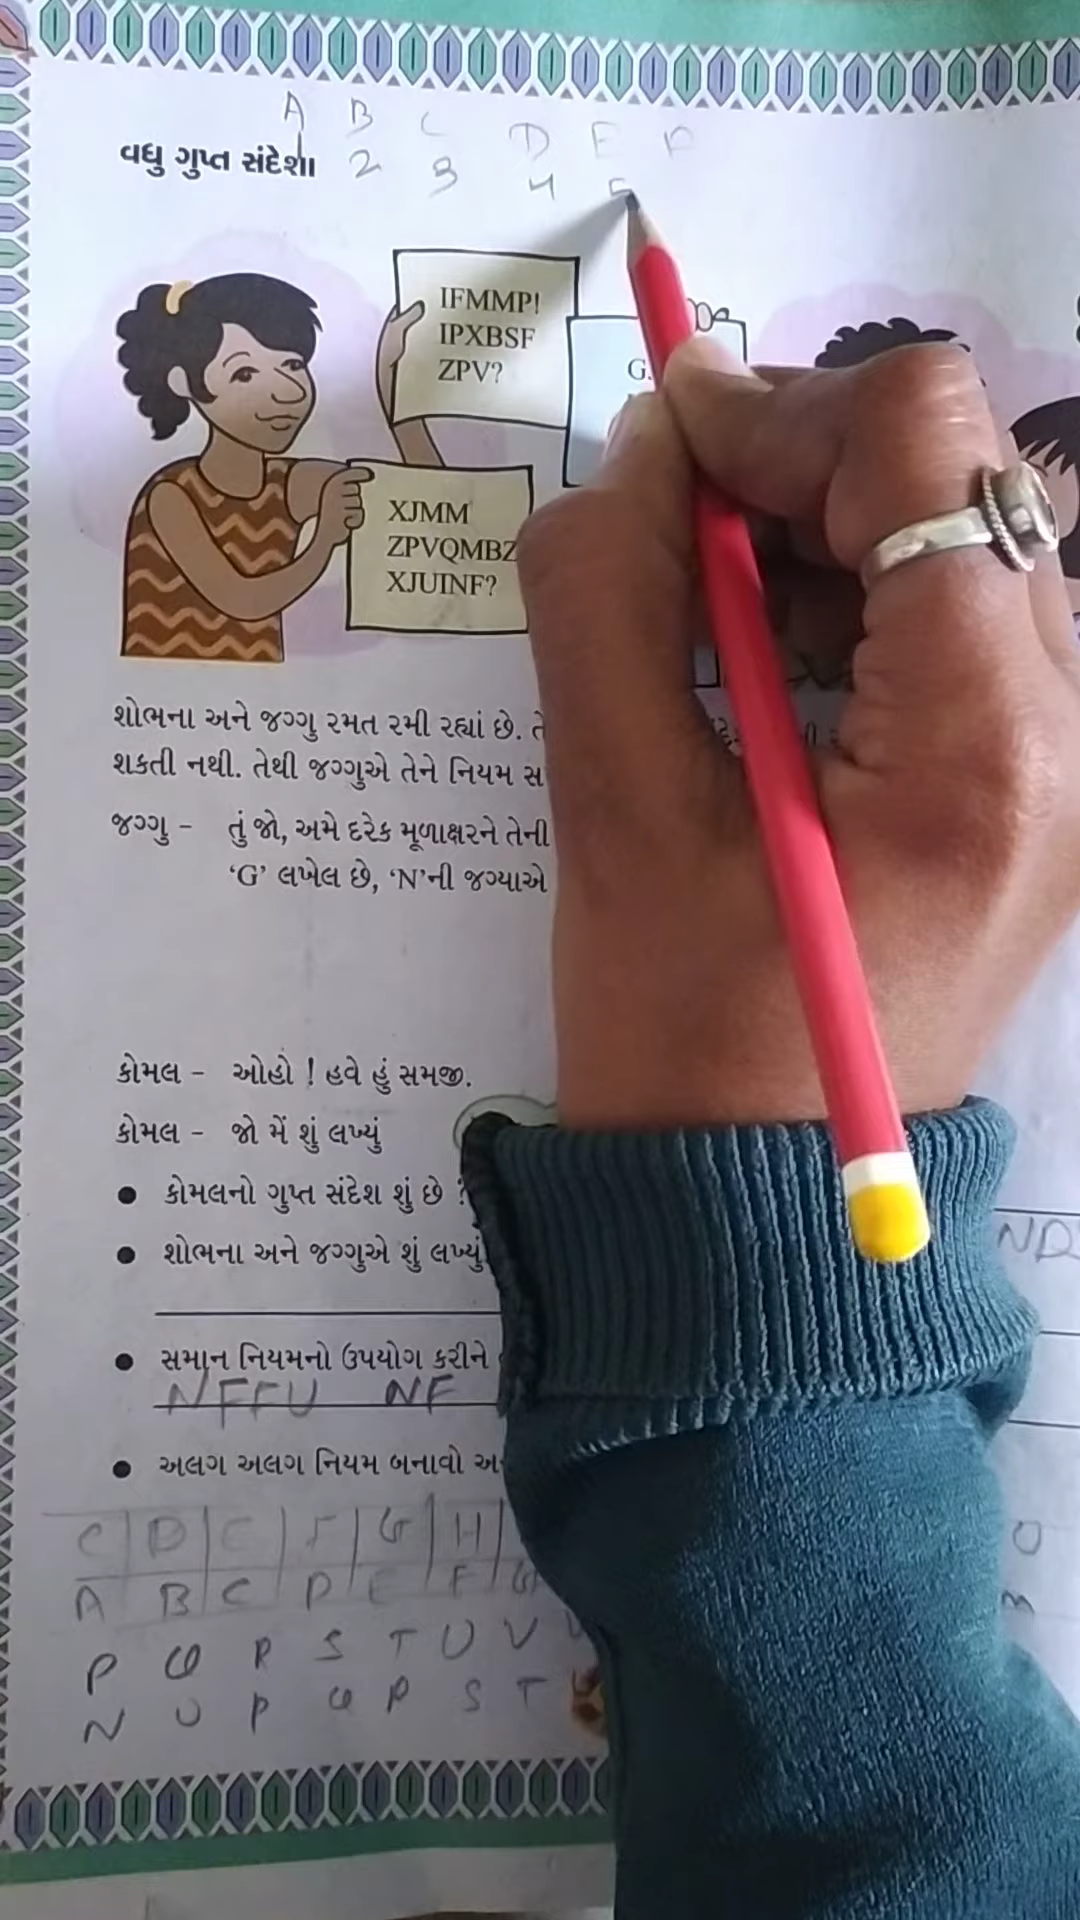 A B C D E
વધુ ગુપ્ત સંદેશા 2 3 4 5
IFMMP!
IPXBSF
ZPV?
G.
XJMM
ZPVQMBZ
XJUINF?
શોભના અને જગ્ગુ રમત રમી રહ્યાં છે.
શકતી નથી. તેથી જગ્ગુએ તેને નિયમ
જગ્ગુ - તું જો, અમે દરેક મૂળાક્ષરને તેની
‘G’ લખેલ છે, ‘N’ની જગ્યાએ
કોમલ - ઓહો ! હવે હું સમજી.
કોમલ - જો મેં શું લખ્યું
• કોમલનો ગુપ્ત સંદેશ શું છે ?
• શોભના અને જગ્ગુએ શું લખ્યું
• સમાન નિયમનો ઉપયોગ કરીને
NFFU NF
• અલગ અલગ નિયમ બનાવો
C D E F G H
A B C D E F G
P Q R S T U V
N O P Q R S T